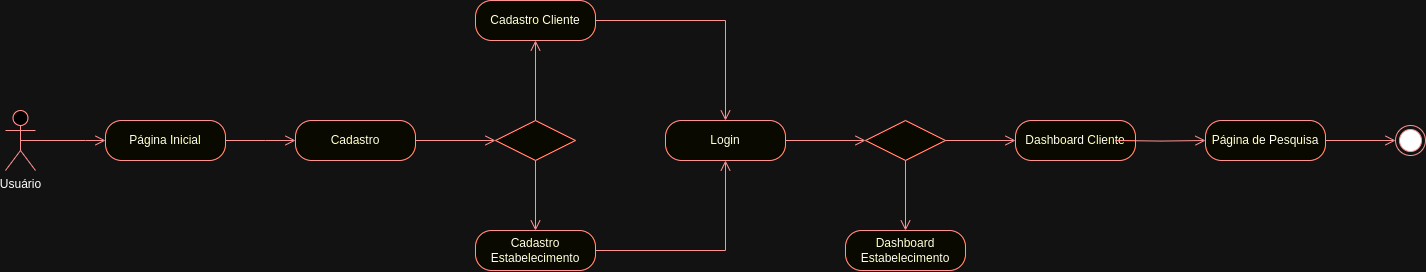 Cadastro Cliente
Usuário
Página Inicial
Cadastro
Login
Dashboard Cliente
Página de Pesquisa
Cadastro
Estabelecimento
Dashboard
Estabelecimento